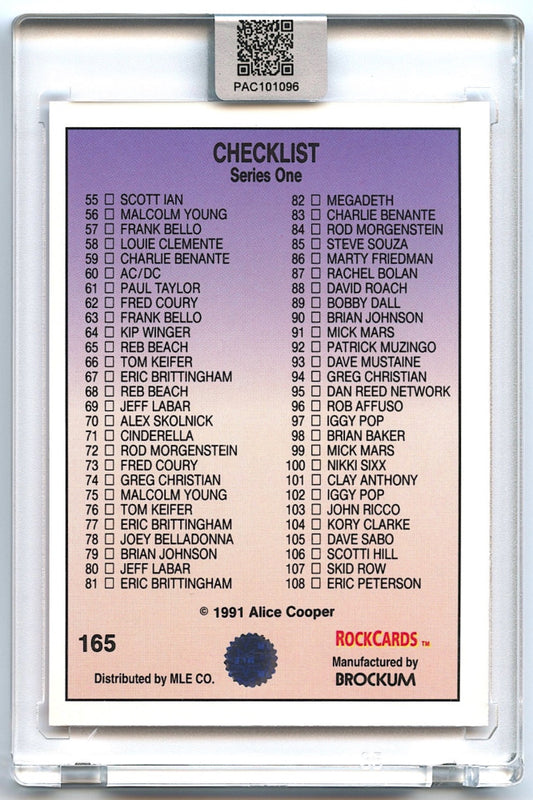 PAC101096
CHECKLIST
Series One
55 SCOTT IAN
56 MALCOLM YOUNG
57 FRANK BELLO
58 LOUIE CLEMENTE
59 CHARLIE BENANTE
60 AC/DC
61 PAUL TAYLOR
62 FRED COURY
63 FRANK BELLO
64 KIP WINGER
65 REB BEACH
66 TOM KEIFER
67 ERIC BRITTINGHAM
68 REB BEACH
69 JEFF LABAR
70 ALEX SKOLNICK
71 CINDERELLA
72 ROD MORGENSTEIN
73 FRED COURY
74 GREG CHRISTIAN
75 MALCOLM YOUNG
76 TOM KEIFER
77 ERIC BRITTINGHAM
78 JOEY BELLADONNA
79 BRIAN JOHNSON
80 JEFF LABAR
81 ERIC BRITTINGHAM
82 MEGADETH
83 CHARLIE BENANTE
84 ROD MORGENSTEIN
85 STEVE SOUZA
86 MARTY FRIEDMAN
87 RACHEL BOLAN
88 DAVID ROACH
89 BOBBY DALL
90 BRIAN JOHNSON
91 MICK MARS
92 PATRICK MUZINGO
93 DAVE MUSTAINE
94 GREG CHRISTIAN
95 DAN REED NETWORK
96 ROB AFFUSO
97 IGGY POP
98 BRIAN BAKER
99 MICK MARS
100 NIKKI SIXX
101 CLAY ANTHONY
102 IGGY POP
103 JOHN RICCO
104 KORY CLARKE
105 DAVE SABO
106 SCOTTI HILL
107 SKID ROW
108 ERIC PETERSON
© 1991 Alice Cooper
165
ROCKCARDS TM
Distributed by MLE CO.
Manufactured by
BROCKUM